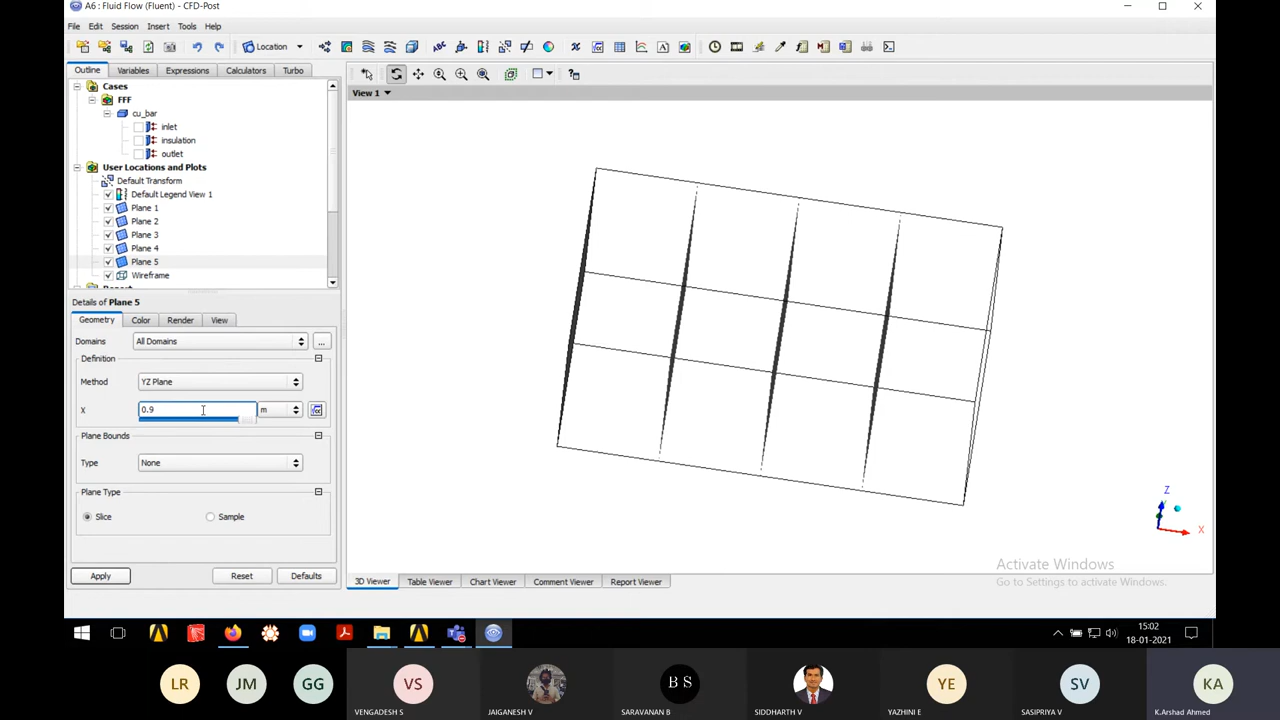 A6 : Fluid Flow (Fluent) - CFD-Post
File Edit Session Insert Tools Help
Location
Outline Variables Expressions Calculators Turbo
Cases
FFF
cu_bar
inlet
insulation
outlet
User Locations and Plots
Default Transform
Default Legend View 1
Plane 1
Plane 2
Plane 3
Plane 4
Plane 5
Wireframe
Details of Plane 5
Geometry Color Render View
Domains All Domains ...
Definition
Method YZ Plane
X 0.9 m
Plane Bounds
Type None
Plane Type
Slice Sample
Apply Reset Defaults
View 1
Z
X
3D Viewer Table Viewer Chart Viewer Comment Viewer Report Viewer
Activate Windows
Go to Settings to activate Windows.
15:02
18-01-2021
LR JM GG VS B S YE SV KA
VENGADESH S JAIGANESH V SARAVANAN B SIDDHARTH V YAZHINI E SASIPRIYA V K.Arshad Ahmed